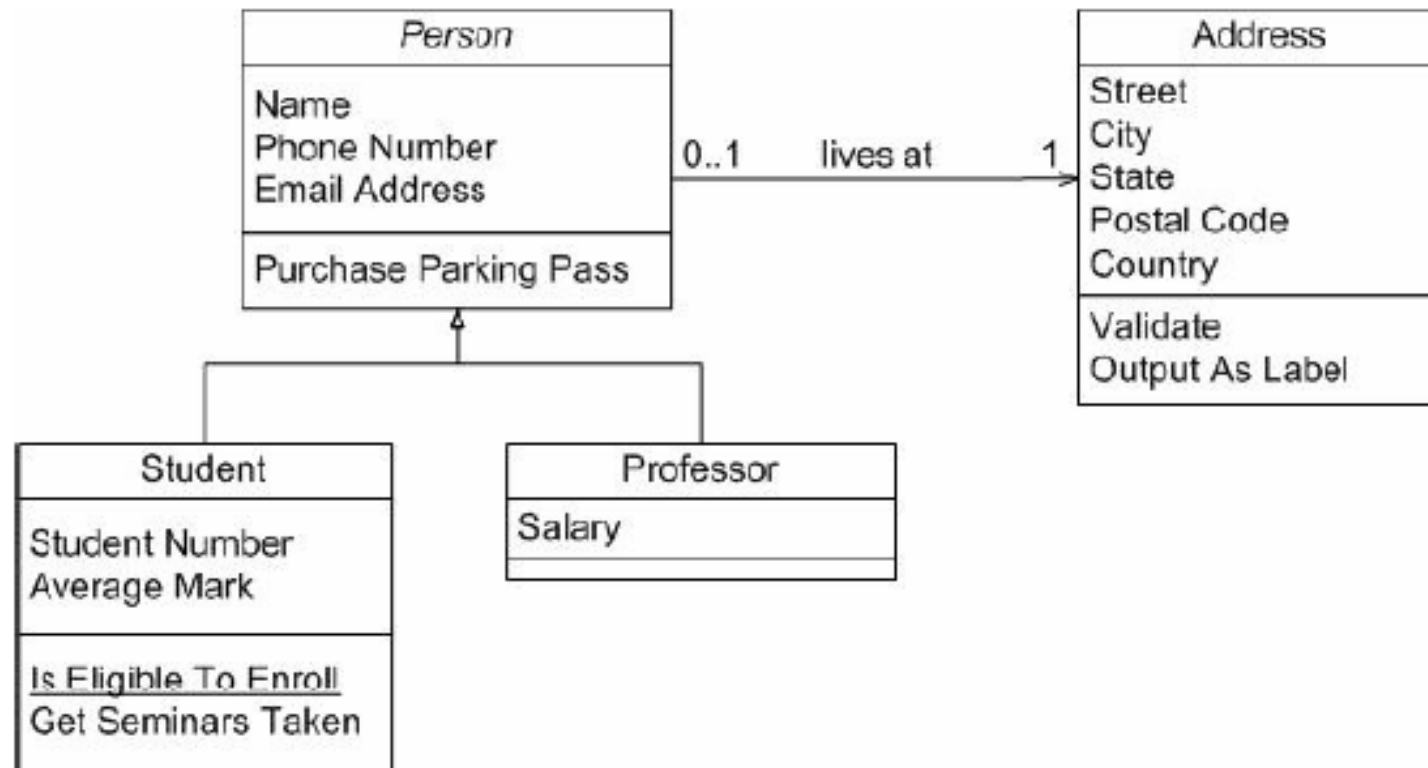 Person
Name
Phone Number
Email Address
Purchase Parking Pass
0..1 lives at 1
Address
Street
City
State
Postal Code
Country
Validate
Output As Label
Student
Student Number
Average Mark
Is Eligible To Enroll
Get Seminars Taken
Professor
Salary